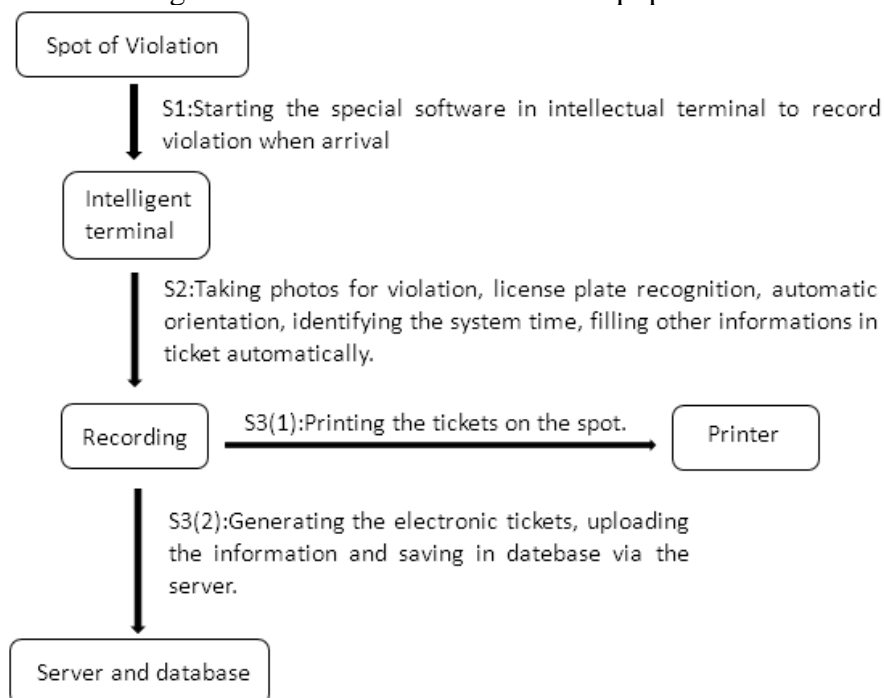 Spot of Violation
S1:Starting the special software in intellectual terminal to record
violation when arrival
Intelligent
terminal
S2:Taking photos for violation, license plate recognition, automatic
orientation, identifying the system time, filling other informations in
ticket automatically.
Recording
S3(1):Printing the tickets on the spot.
Printer
S3(2):Generating the electronic tickets, uploading
the information and saving in datebase via the
server.
Server and database